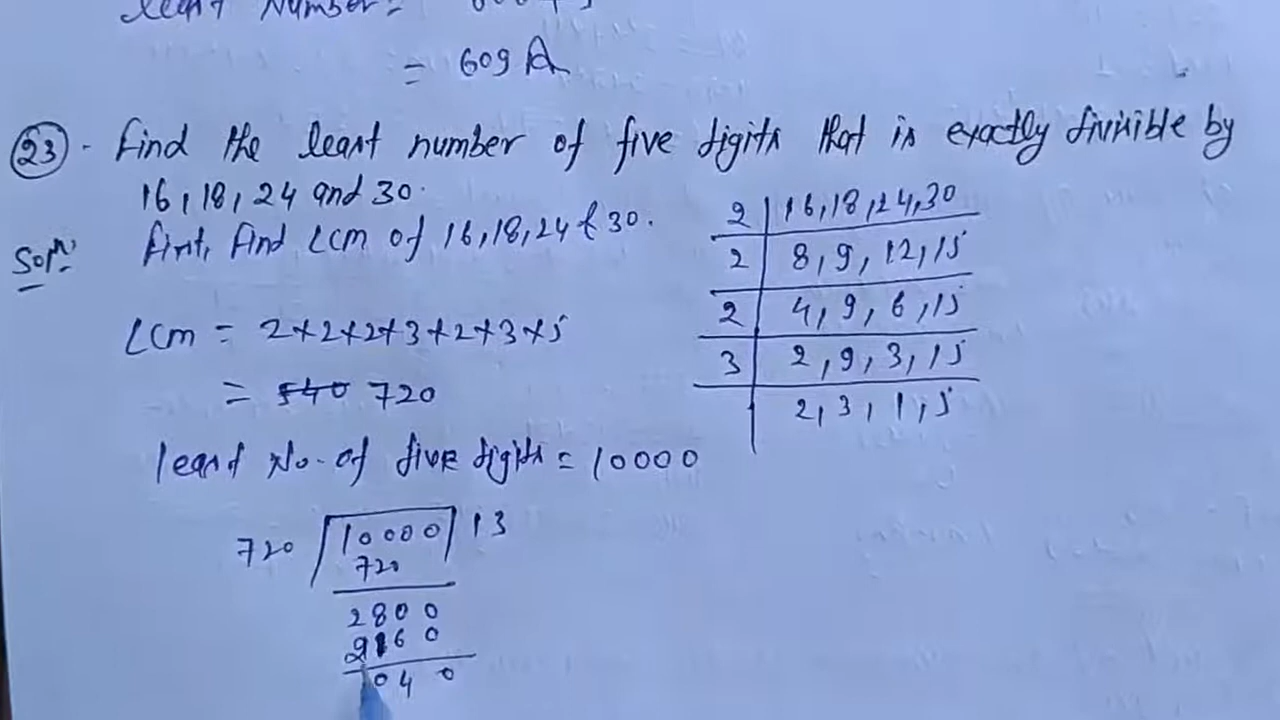 least Number =
= 609 A
23 - Find the least number of five digits that is exactly divisible by
16, 18, 24 and 30.
Solⁿ:- First, Find LCM of 16, 18, 24 & 30.
2 | 16, 18, 24, 30
2 | 8, 9, 12, 15
2 | 4, 9, 6, 15
3 | 2, 9, 3, 15
2, 3, 1, 5
LCM = 2×2×2×3×2×3×5
= 540 720
least No. of five digits = 10000
720 | 10000 | 13
720
2800
2160
040